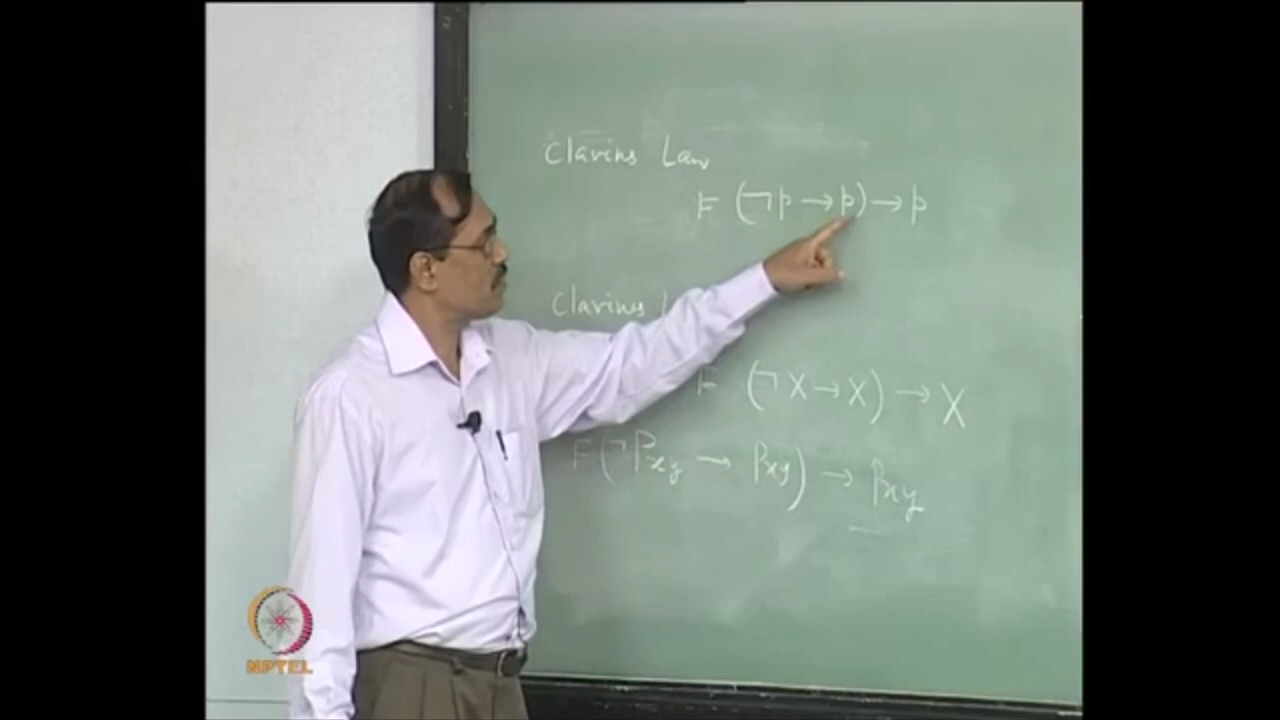 Clavius Law
⊨ (¬p → p) → p
Clavius L
⊨ (¬X → X) → X
⊨ (¬Pxy → Pxy) → Pxy
NPTEL